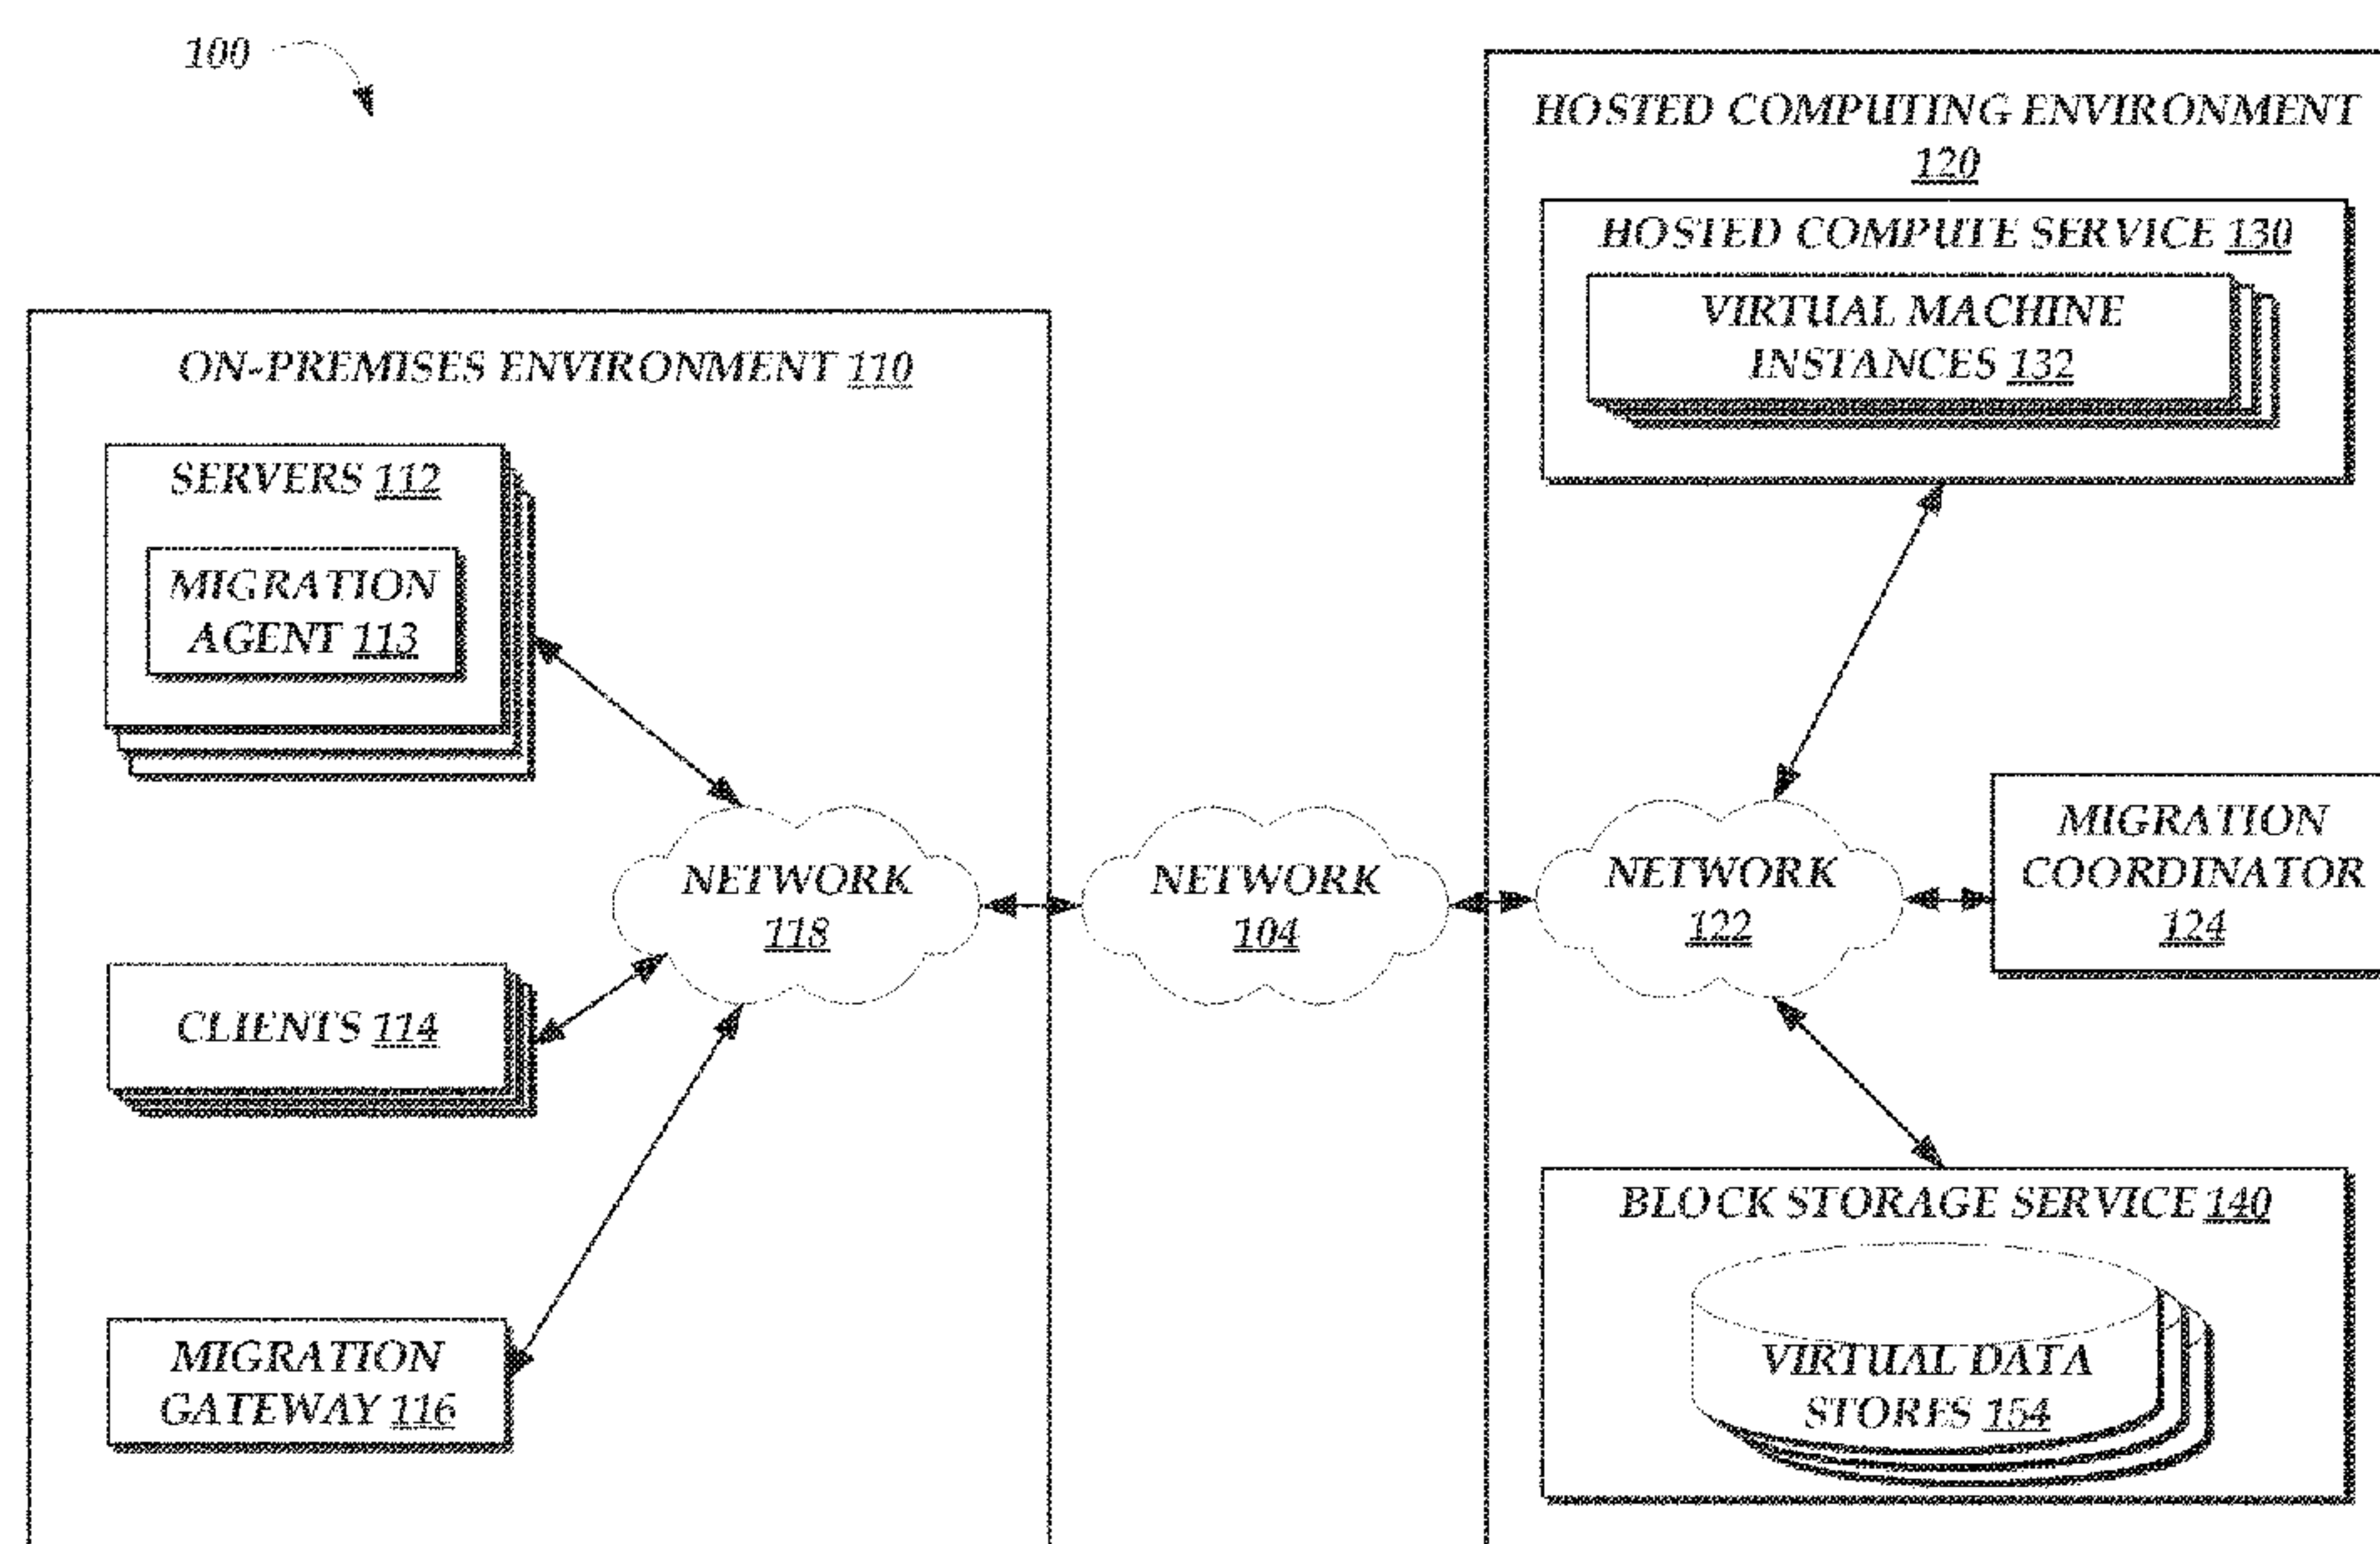 100
HOSTED COMPUTING ENVIRONMENT
120
HOSTED COMPUTE SERVICE 130
VIRTUAL MACHINE
INSTANCES 132
ON-PREMISES ENVIRONMENT 110
SERVERS 112
MIGRATION
AGENT 113
NETWORK
118
NETWORK
104
NETWORK
122
MIGRATION
COORDINATOR
124
CLIENTS 114
MIGRATION
GATEWAY 116
BLOCK STORAGE SERVICE 140
VIRTUAL DATA
STORES 154